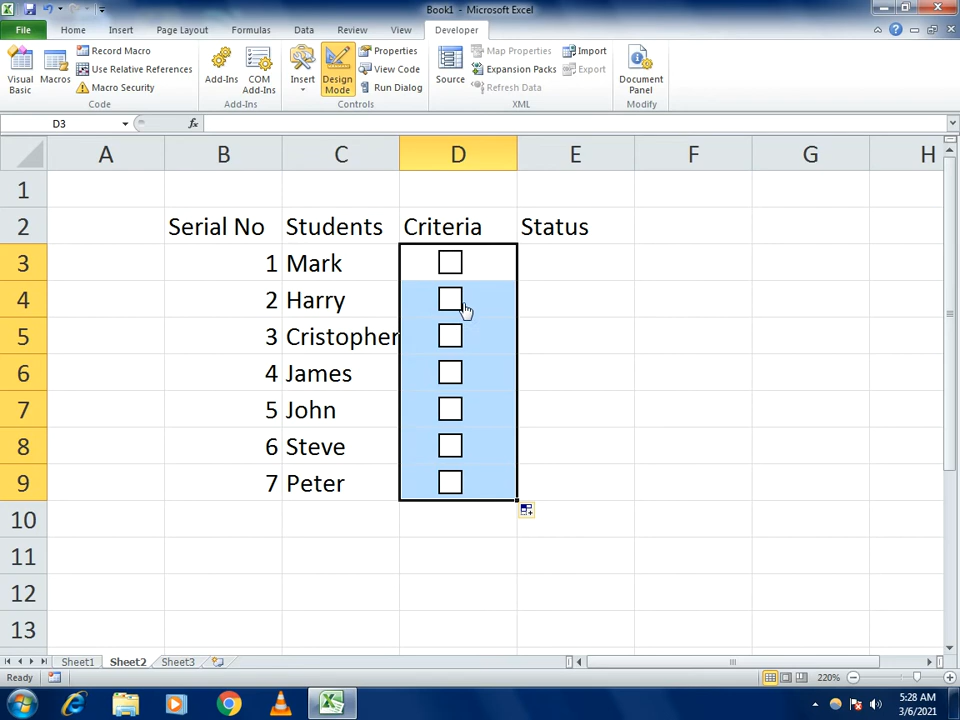 Book1 - Microsoft Excel
File Home Insert Page Layout Formulas Data Review View Developer
Visual Basic
Macros
Record Macro
Use Relative References
Macro Security
Code
Add-Ins
COM Add-Ins
Add-Ins
Insert
Design Mode
Properties
View Code
Run Dialog
Controls
Source
Map Properties
Expansion Packs
Refresh Data
Import
Export
XML
Document Panel
Modify
D3 fx
A B C D E F G H
1
2 Serial No Students Criteria Status
3 1 Mark
4 2 Harry
5 3 Cristopher
6 4 James
7 5 John
8 6 Steve
9 7 Peter
10
11
12
13
Sheet1 Sheet2 Sheet3
Ready 220%
5:28 AM
3/6/2021